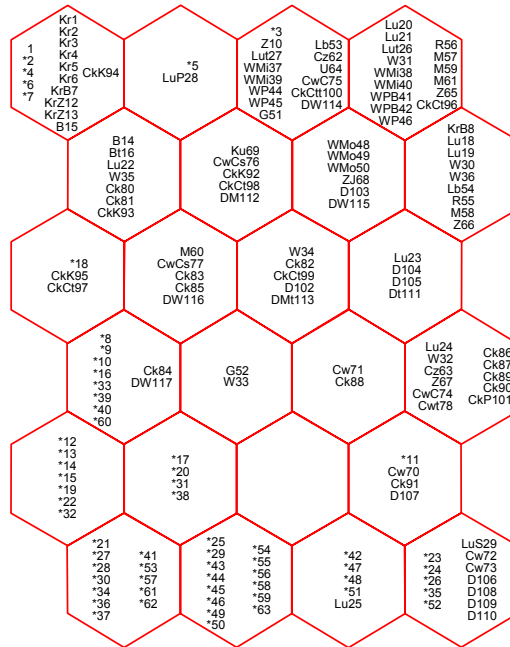 1
*2
*4
*6
*7
Kr1
Kr2
Kr3
Kr4
Kr5
Kr6
KrB7
KrZ12
KrZ13
B15
CkK94
*5
LuP28
*3
Z10
Lut27
WMi37
WMi39
WP44
WP45
G51
Lb53
Cz62
U64
CwC75
CkCtt100
DW114
Lu20
Lu21
Lut26
W31
WMi38
WMi40
WPB41
WPB42
WP46
R56
M57
M59
M61
Z65
CkCt96
B14
Bt16
Lu22
W35
Ck80
Ck81
CkK93
Ku69
CwCs76
CkK92
CkCt98
DM112
WMo48
WMo49
WMo50
ZJ68
D103
DW115
KrB8
Lu18
Lu19
W30
W36
Lb54
R55
M58
Z66
*18
CkK95
CkCt97
M60
CwCs77
Ck83
Ck85
DW116
W34
Ck82
CkCt99
D102
DMt113
Lu23
D104
D105
Dt111
*8
*9
*10
*16
*33
*39
*40
*60
Ck84
DW117
G52
W33
Cw71
Ck88
Lu24
W32
Cz63
Z67
CwC74
Cwt78
Ck86
Ck87
Ck89
Ck90
CkP101
*12
*13
*14
*15
*19
*22
*32
*17
*20
*31
*38
*11
Cw70
Ck91
D107
*21
*27
*28
*30
*34
*36
*37
*41
*53
*57
*61
*62
*25
*29
*43
*44
*45
*46
*49
*50
*54
*55
*56
*58
*59
*63
*42
*47
*48
*51
Lu25
*23
*24
*26
*35
*52
LuS29
Cw72
Cw73
D106
D108
D109
D110